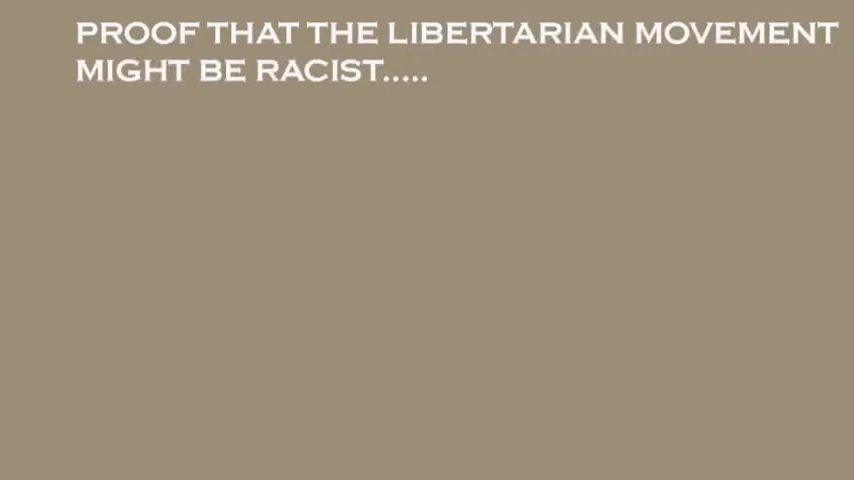 PROOF THAT THE LIBERTARIAN MOVEMENT
MIGHT BE RACIST.....